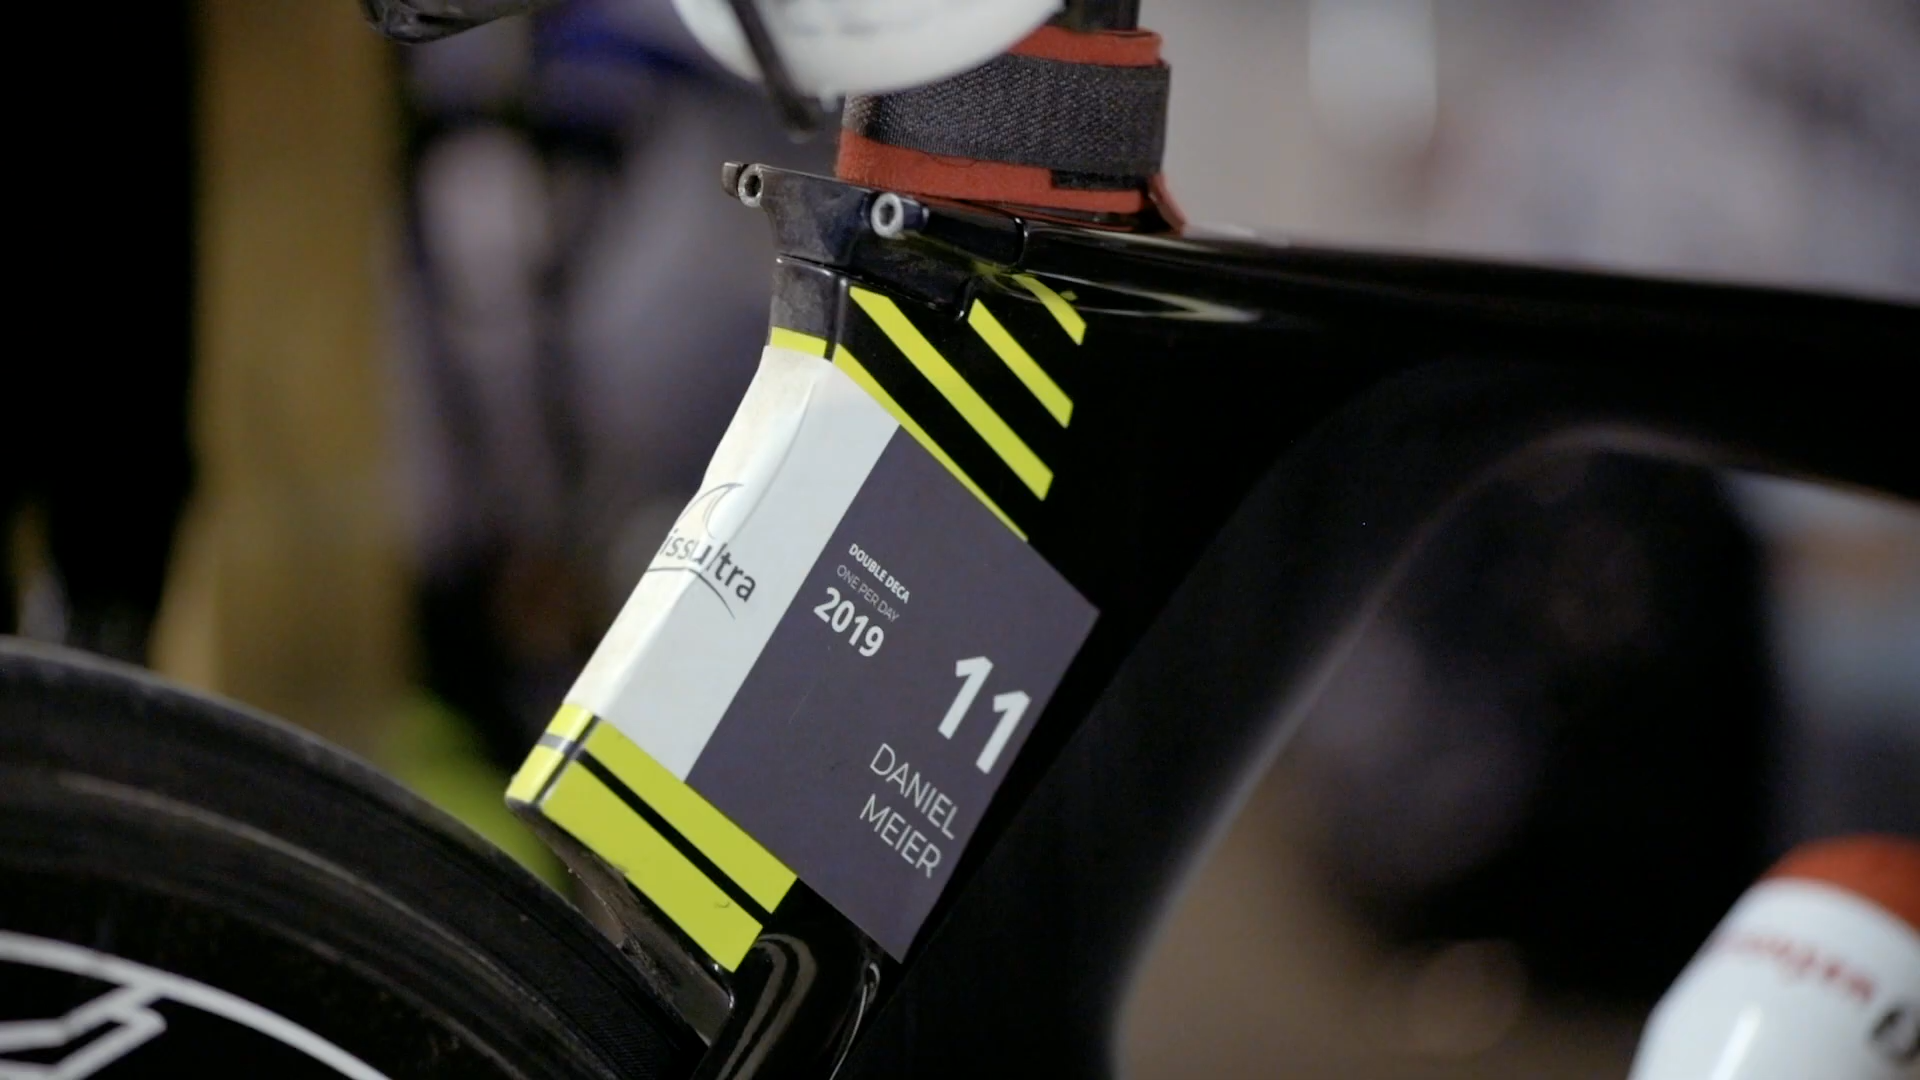 issultra
DOUBLE DECA
ONE PER DAY
2019
11
DANIEL
MEIER